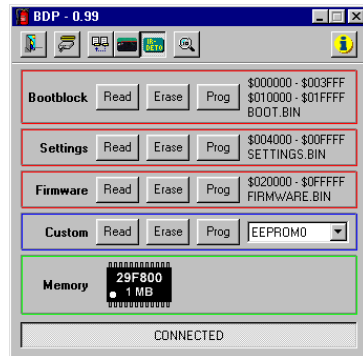 BDP - 0.99
IR-
DETO
Bootblock Read Erase Prog $000000 - $003FFF
$010000 - $01FFFF
BOOT.BIN
Settings Read Erase Prog $004000 - $00FFFF
SETTINGS.BIN
Firmware Read Erase Prog $020000 - $0FFFFF
FIRMWARE.BIN
Custom Read Erase Prog EEPROM0
Memory 29F800
1 MB
CONNECTED